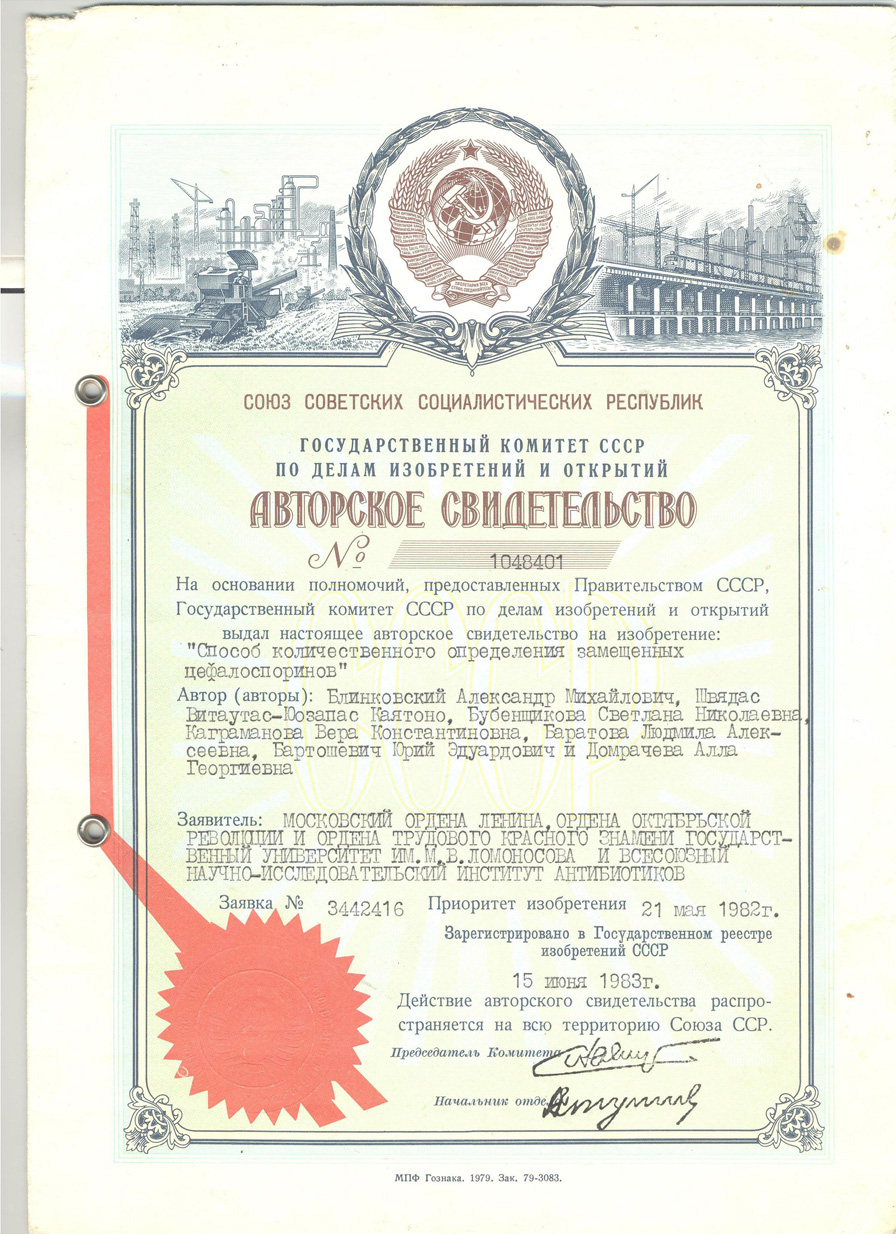 СОЮЗ СОВЕТСКИХ СОЦИАЛИСТИЧЕСКИХ РЕСПУБЛИК
ГОСУДАРСТВЕННЫЙ КОМИТЕТ СССР
ПО ДЕЛАМ ИЗОБРЕТЕНИЙ И ОТКРЫТИЙ
АВТОРСКОЕ СВИДЕТЕЛЬСТВО
№ 1048401
На основании полномочий, предоставленных Правительством СССР,
Государственный комитет СССР по делам изобретений и открытий
выдал настоящее авторское свидетельство на изобретение:
"Способ количественного определения замещенных
цефалоспоринов"
Автор (авторы): Блинковский Александр Михайлович, Швядас
Витаутас-Юозапас Каятоно, Бубенщикова Светлана Николаевна,
Каграманова Вера Константиновна, Баратова Людмила Алек-
сеевна, Бартошевич Юрий Эдуардович и Домрачева Алла
Георгиевна
Заявитель: МОСКОВСКИЙ ОРДЕНА ЛЕНИНА, ОРДЕНА ОКТЯБРЬСКОЙ
РЕВОЛЮЦИИ И ОРДЕНА ТРУДОВОГО КРАСНОГО ЗНАМЕНИ ГОСУДАРСТ-
ВЕННЫЙ УНИВЕРСИТЕТ ИМ.М.В.ЛОМОНОСОВА И ВСЕСОЮЗНЫЙ
НАУЧНО-ИССЛЕДОВАТЕЛЬСКИЙ ИНСТИТУТ АНТИБИОТИКОВ
Заявка № 3442416 Приоритет изобретения 21 мая 1982г.
Зарегистрировано в Государственном реестре
изобретений СССР
15 июня 1983г.
Действие авторского свидетельства распро-
страняется на всю территорию Союза ССР.
Председатель Комитета
Начальник отдела
МПФ Гознака. 1979. Зак. 79-3083.